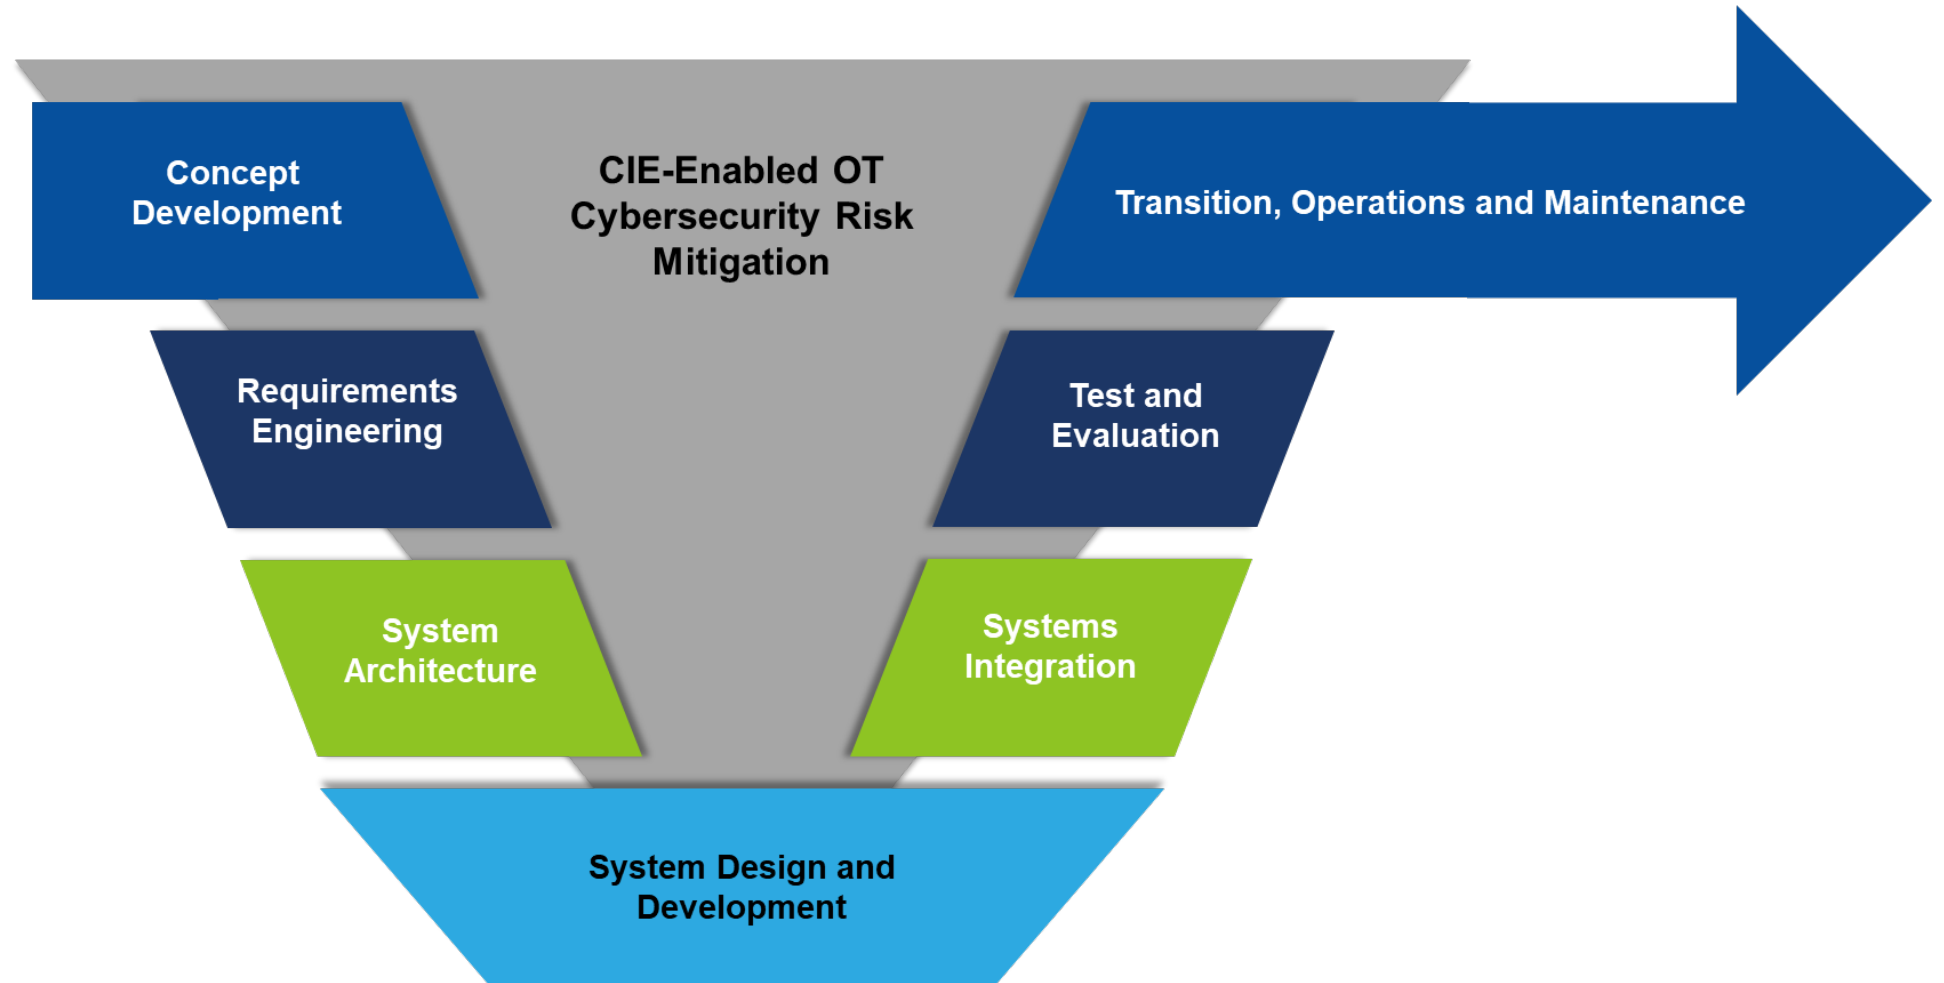 Concept
Development
CIE-Enabled OT
Cybersecurity Risk
Mitigation
Transition, Operations and Maintenance
Requirements
Engineering
Test and
Evaluation
System
Architecture
Systems
Integration
System Design and
Development